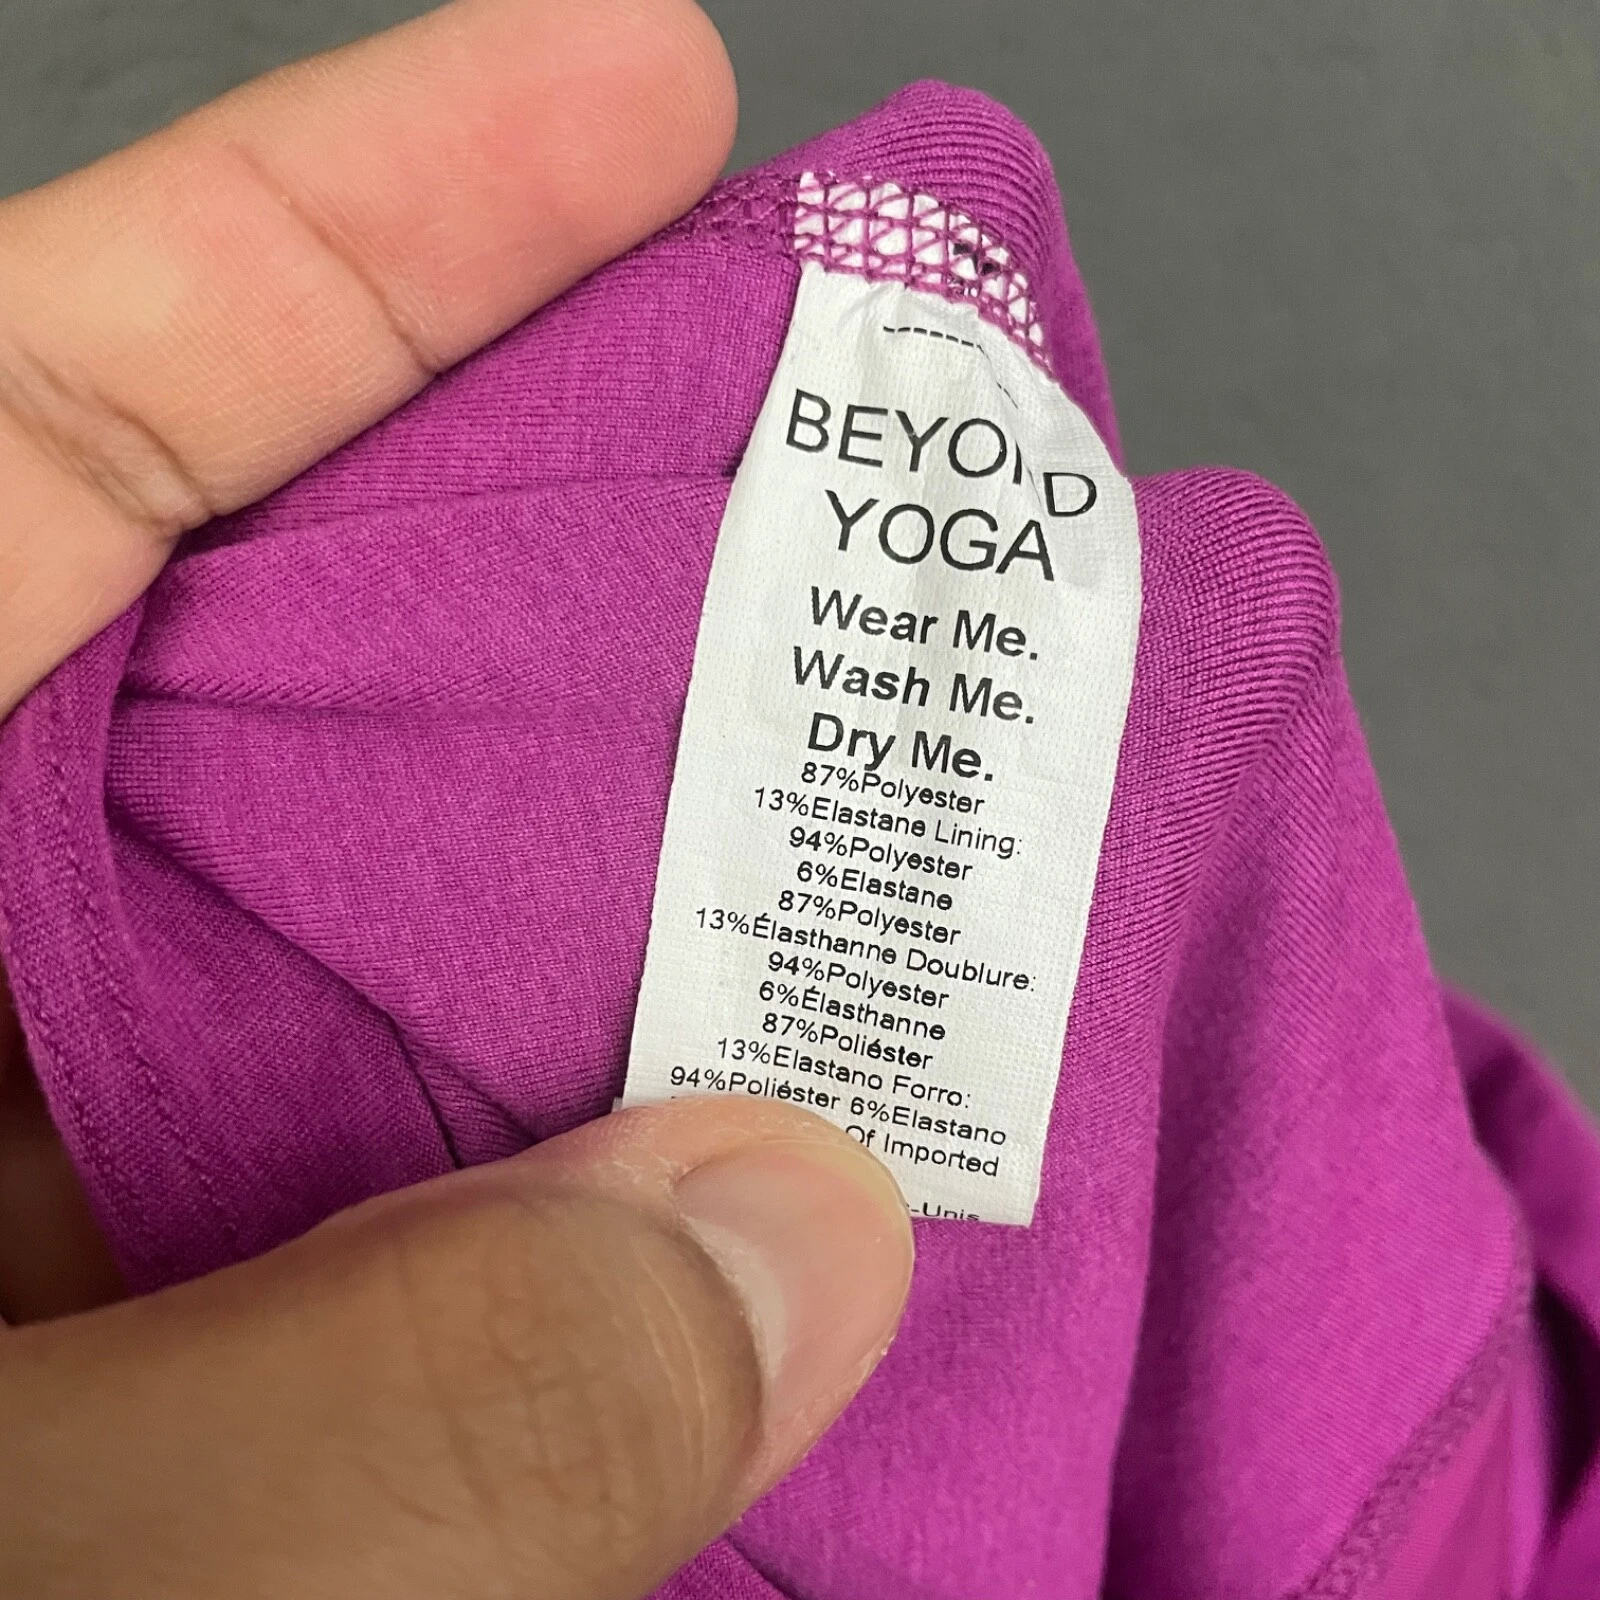 BEYOND
YOGA
Wear Me.
Wash Me.
Dry Me.
87%Polyester
13%Elastane Lining:
94%Polyester
6%Elastane
87%Polyester
13%Élasthanne Doublure:
94%Polyester
6%Élasthanne
87%Poliéster
13%Elastano Forro:
94%Poliéster 6%Elastano
Of Imported
-Unis